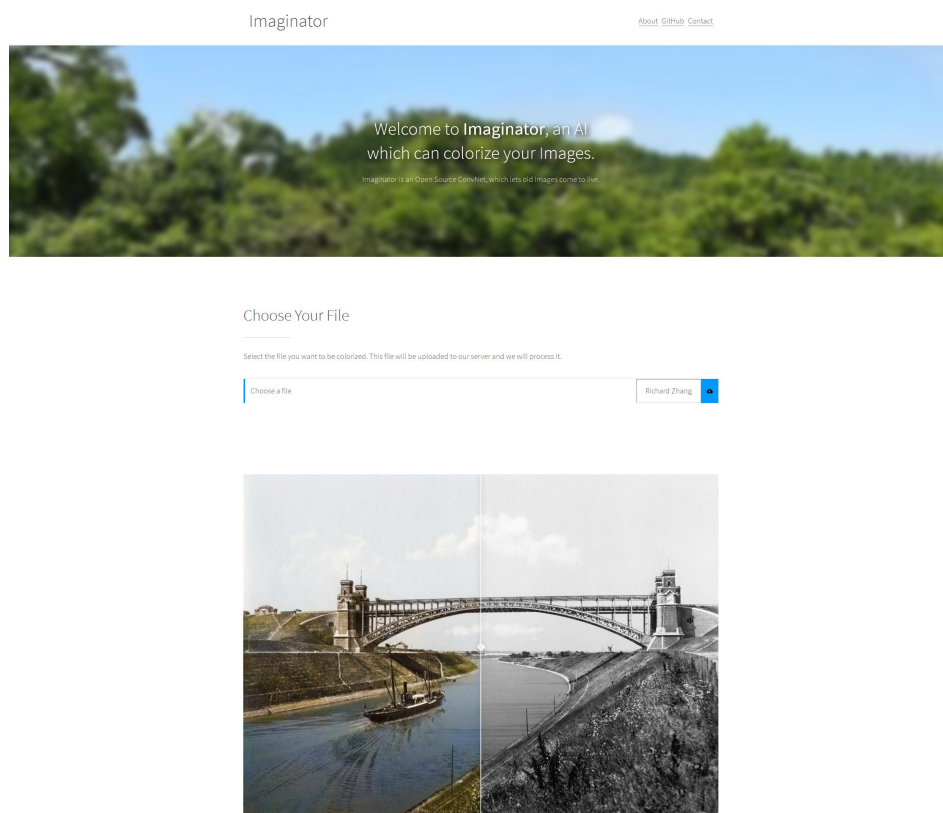 Imaginator
About GitHub Contact
Welcome to Imaginator, an AI
which can colorize your Images.
Imaginator is an Open Source ConvNet, which lets old Images come to live.
Choose Your File
Select the file you want to be colorized. This file will be uploaded to our server and we will process it.
Choose a file
Richard Zhang